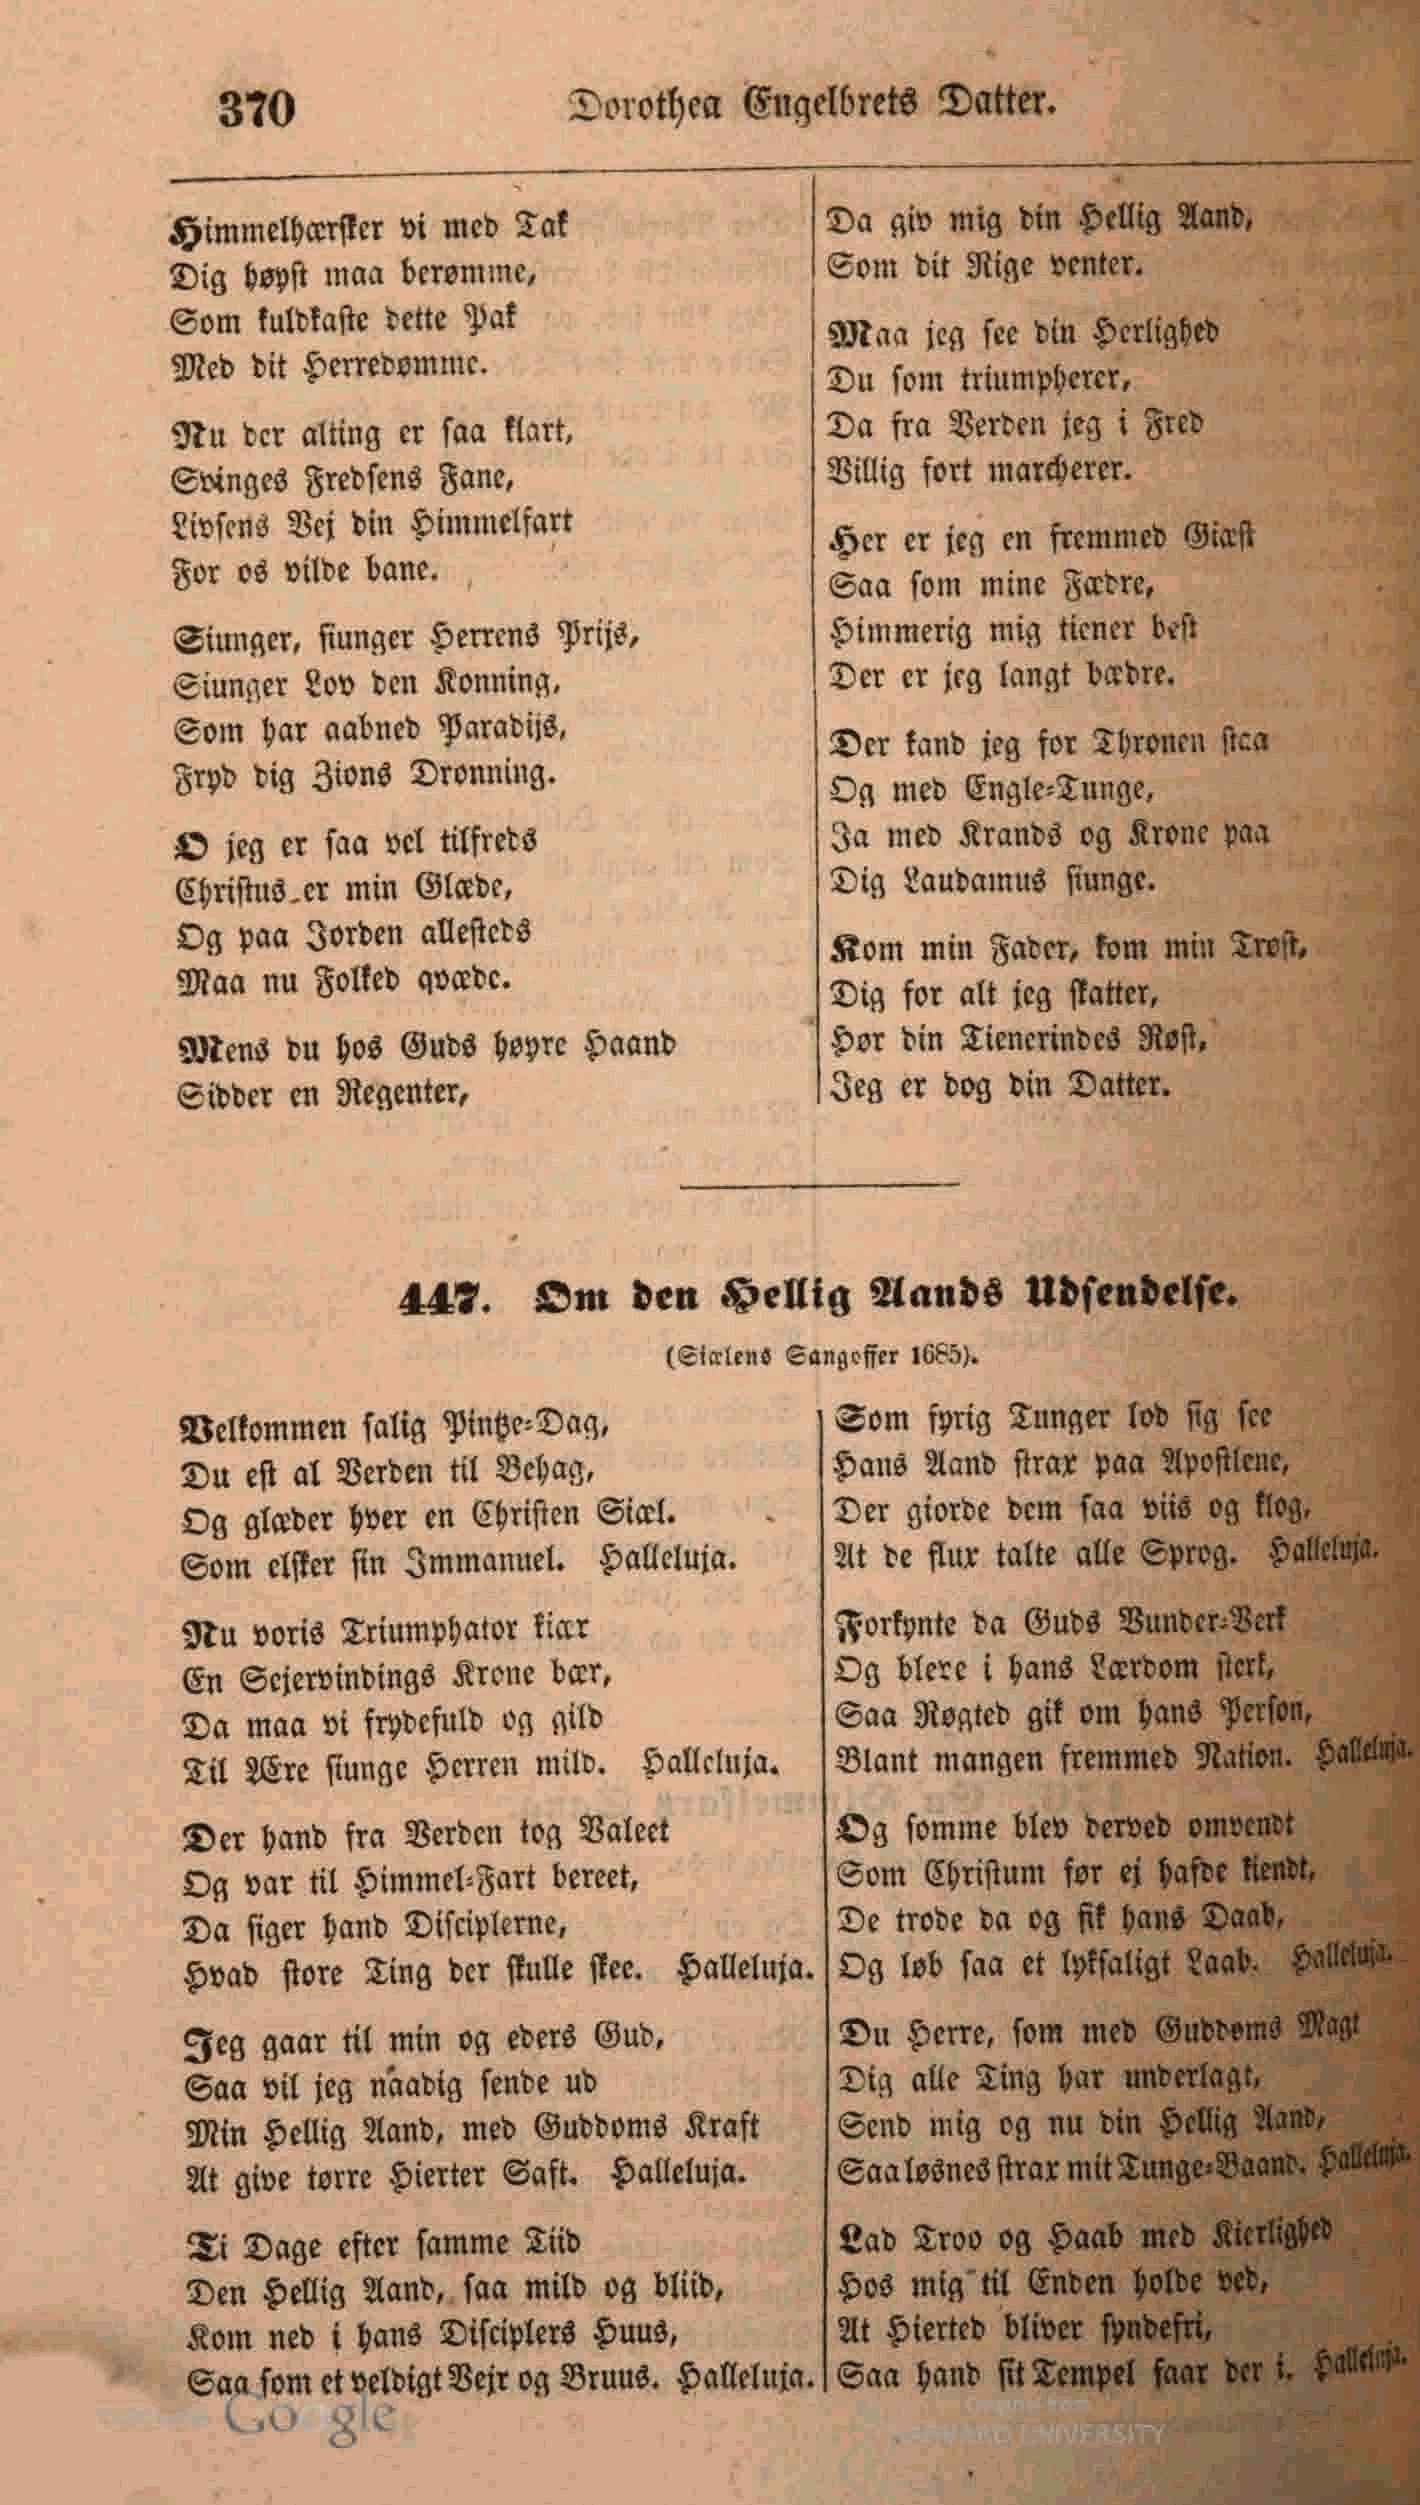 370
Dorothea Engelbrets Datter.
Himmelhærsker vi med Tak
Dig høyst maa berømme,
Som kuldkaste dette Pak
Med dit Herredømme.
Nu der alting er saa klart,
Svinges Fredsens Fane,
Livsens Vej din Himmelfart
For os vilde bane.
Siunger, siunger Herrens Prijs,
Siunger Lov den Konning,
Som har aabned Paradijs,
Fryd dig Zions Dronning.
O jeg er saa vel tilfreds
Christus er min Glæde,
Og paa Jorden allesteds
Maa nu Folked qvæde.
Mens du hos Guds høyre Haand
Sidder en Regenter,
Da giv mig din Hellig Aand,
Som dit Rige venter.
Maa jeg see din Herlighed
Du som triumpherer,
Da fra Verden jeg i Fred
Villig fort marcherer.
Her er jeg en fremmed Giæst
Saa som mine Fædre,
Himmerig mig tiener best
Der er jeg langt bædre.
Der kand jeg for Thronen staa
Og med Engle-Tunge,
Ja med Krands og Krone paa
Dig Laudamus siunge.
Kom min Fader, kom min Trøst,
Dig for alt jeg skatter,
Hør din Tienerindes Røst,
Jeg er dog din Datter.
447. Om den Hellig Aands Udsendelse.
(Siælens Sangoffer 1685).
Velkommen salig Pintze-Dag,
Du est al Verden til Behag,
Og glæder hver en Christen Siæl.
Som elsker sin Immanuel. Halleluja.
Nu voris Triumphator kiær
En Sejervindings Krone bær,
Da maa vi frydefuld og gild
Til Ære siunge Herren mild. Halleluja.
Der hand fra Verden tog Valeet
Og var til Himmel-Fart bereet,
Da siger hand Disciplerne,
Hvad store Ting der skulle skee. Halleluja.
Jeg gaar til min og eders Gud,
Saa vil jeg naadig sende ud
Min Hellig Aand, med Guddoms Kraft
At give tørre Hierter Saft. Halleluja.
Ti Dage efter samme Tiid
Den Hellig Aand, saa mild og bliid,
Kom ned i hans Disciplers Huus,
Saa som et veldigt Vejr og Bruus. Halleluja.
Som fyrig Tunger lod sig see
Hans Aand strax paa Apostlene,
Der giorde dem saa viis og klog,
At de flux talte alle Sprog. Halleluja.
Forkynte da Guds Vunder-Verk
Og blere i hans Lærdom sterk,
Saa Røgted gik om hans Person,
Blant mangen fremmed Nation. Halleluja.
Og somme blev derved omvendt
Som Christum før ej hafde kiendt,
De trode da og fik hans Daab,
Og løb saa et lyksaligt Laab. Halleluja.
Du Herre, som med Guddoms Magt
Dig alle Ting har underlagt,
Send mig og nu din Hellig Aand,
Saa løsnes strax mit Tunge-Baand. Halleluja.
Lad Troo og Haab med Kierlighed
Hos mig til Enden holde ved,
At Hierted bliver syndefri,
Saa hand sit Tempel faar der i. Halleluja.
Google
HARVARD UNIVERSITY